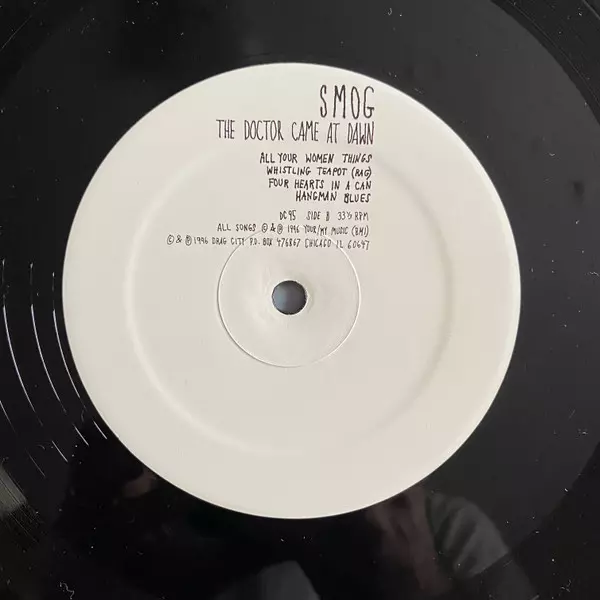 SMOG
THE DOCTOR CAME AT DAWN
ALL YOUR WOMEN THINGS
WHISTLING TEAPOT (RAG)
FOUR HEARTS IN A CAN
HANGMAN BLUES
DC95 SIDE B 33⅓ RPM
ALL SONGS © & ℗ 1996 YOUR/MY MUSIC (BMI)
© & ℗ 1996 DRAG CITY P.O. BOX 476867 CHICAGO IL 60647